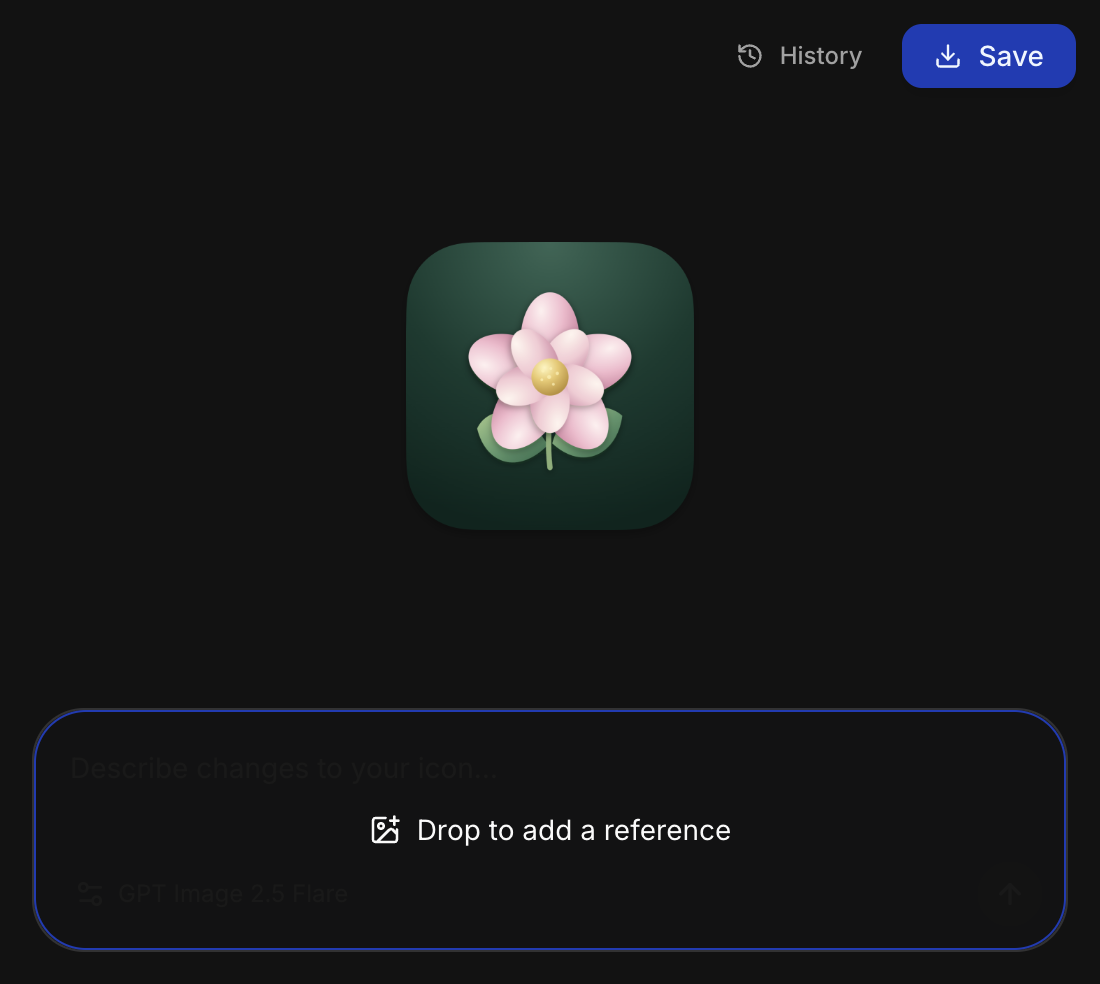 History
Save
Describe changes to your icon...
Drop to add a reference
GPT Image 2.5 Flare